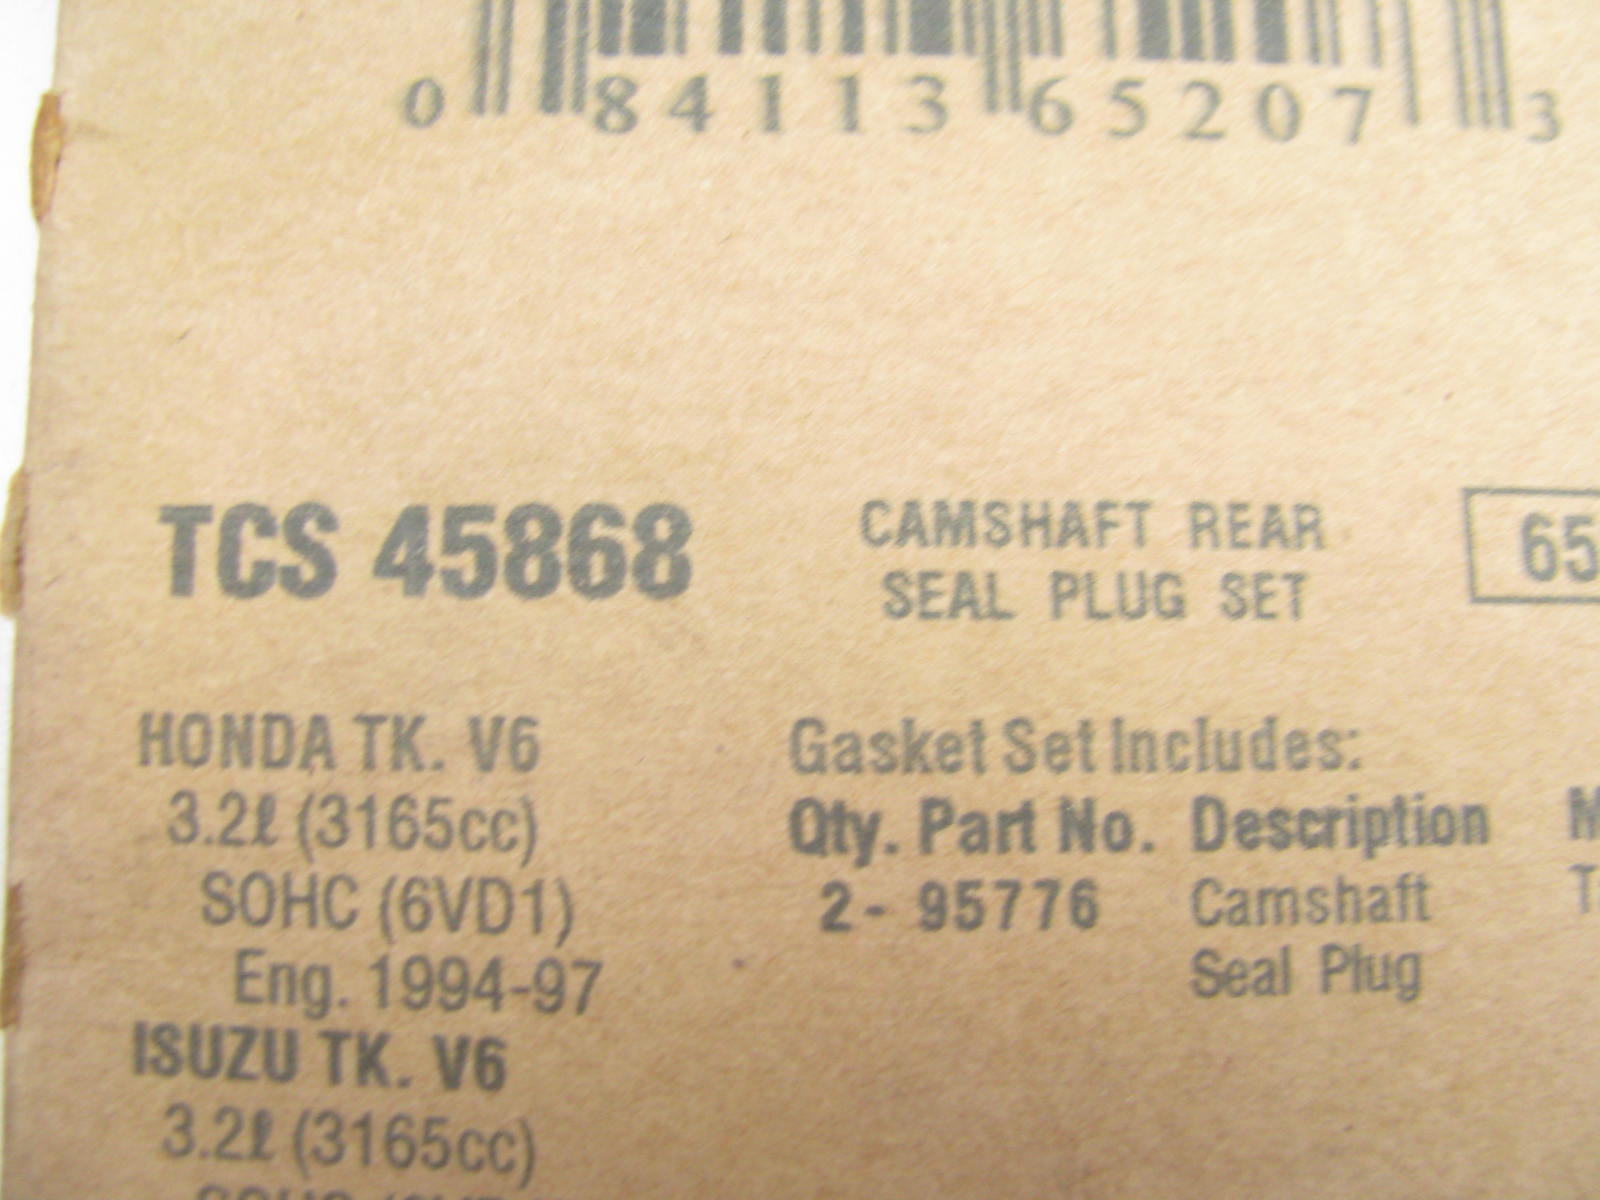 0 84113 65207 3
TCS 45868
CAMSHAFT REAR
SEAL PLUG SET
65
HONDA TK. V6
3.2ℓ (3165cc)
SOHC (6VD1)
Eng. 1994-97
ISUZU TK. V6
3.2ℓ (3165cc)
Gasket Set Includes:
Qty. Part No. Description
2- 95776 Camshaft
Seal Plug